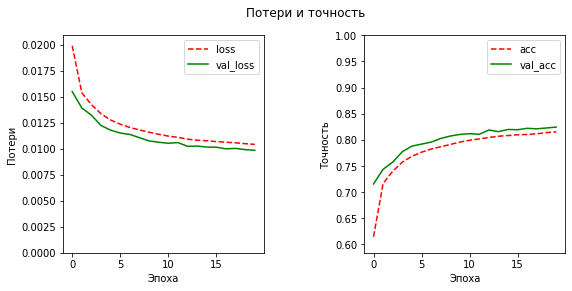 Потери и точность
0.0200
0.0175
0.0150
0.0125
0.0100
0.0075
0.0050
0.0025
0.0000
Потери
loss
val_loss
0 5 10 15
Эпоха
1.00
0.95
0.90
0.85
0.80
0.75
0.70
0.65
0.60
Точность
acc
val_acc
0 5 10 15
Эпоха